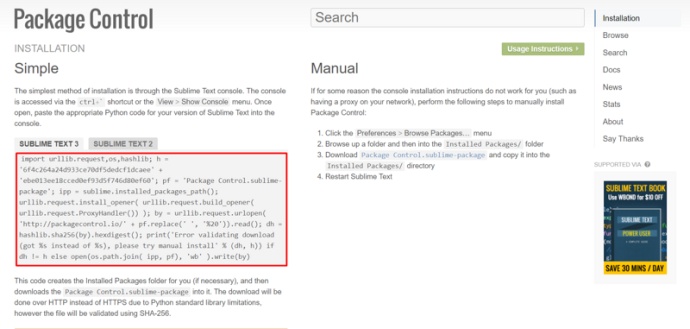 Package Control
Search
INSTALLATION
Usage Instructions
Simple
The simplest method of installation is through the Sublime Text console. The console
is accessed via the ctrl+` shortcut or the View > Show Console menu. Once
open, paste the appropriate Python code for your version of Sublime Text into the
console.
SUBLIME TEXT 3 SUBLIME TEXT 2
import urllib.request,os,hashlib; h =
'6f4c264a24d933ce70df5dedcf1dcaee' +
'ebe013ee18cced0ef93d5f746d80ef60'; pf = 'Package Control.sublime-
package'; ipp = sublime.installed_packages_path();
urllib.request.install_opener( urllib.request.build_opener(
urllib.request.ProxyHandler()) ); by = urllib.request.urlopen(
'http://packagecontrol.io/' + pf.replace(' ', '%20')).read(); dh =
hashlib.sha256(by).hexdigest(); print('Error validating download
(got %s instead of %s), please try manual install' % (dh, h)) if
dh != h else open(os.path.join( ipp, pf), 'wb' ).write(by)
This code creates the Installed Packages folder for you (if necessary), and then
downloads the Package Control.sublime-package into it. The download will be
done over HTTP instead of HTTPS due to Python standard library limitations,
however the file will be validated using SHA-256.
Manual
If for some reason the console installation instructions do not work for you (such as
having a proxy on your network), perform the following steps to manually install
Package Control:
1. Click the Preferences > Browse Packages… menu
2. Browse up a folder and then into the Installed Packages/ folder
3. Download Package Control.sublime-package and copy it into the
Installed Packages/ directory
4. Restart Sublime Text
Installation
Browse
Search
Docs
News
Stats
About
Say Thanks
SUPPORTED VIA
SUBLIME TEXT BOOK
Use WBOND for $10 OFF
SUBLIME TEXT
POWER USER
SAVE 30 MINS / DAY